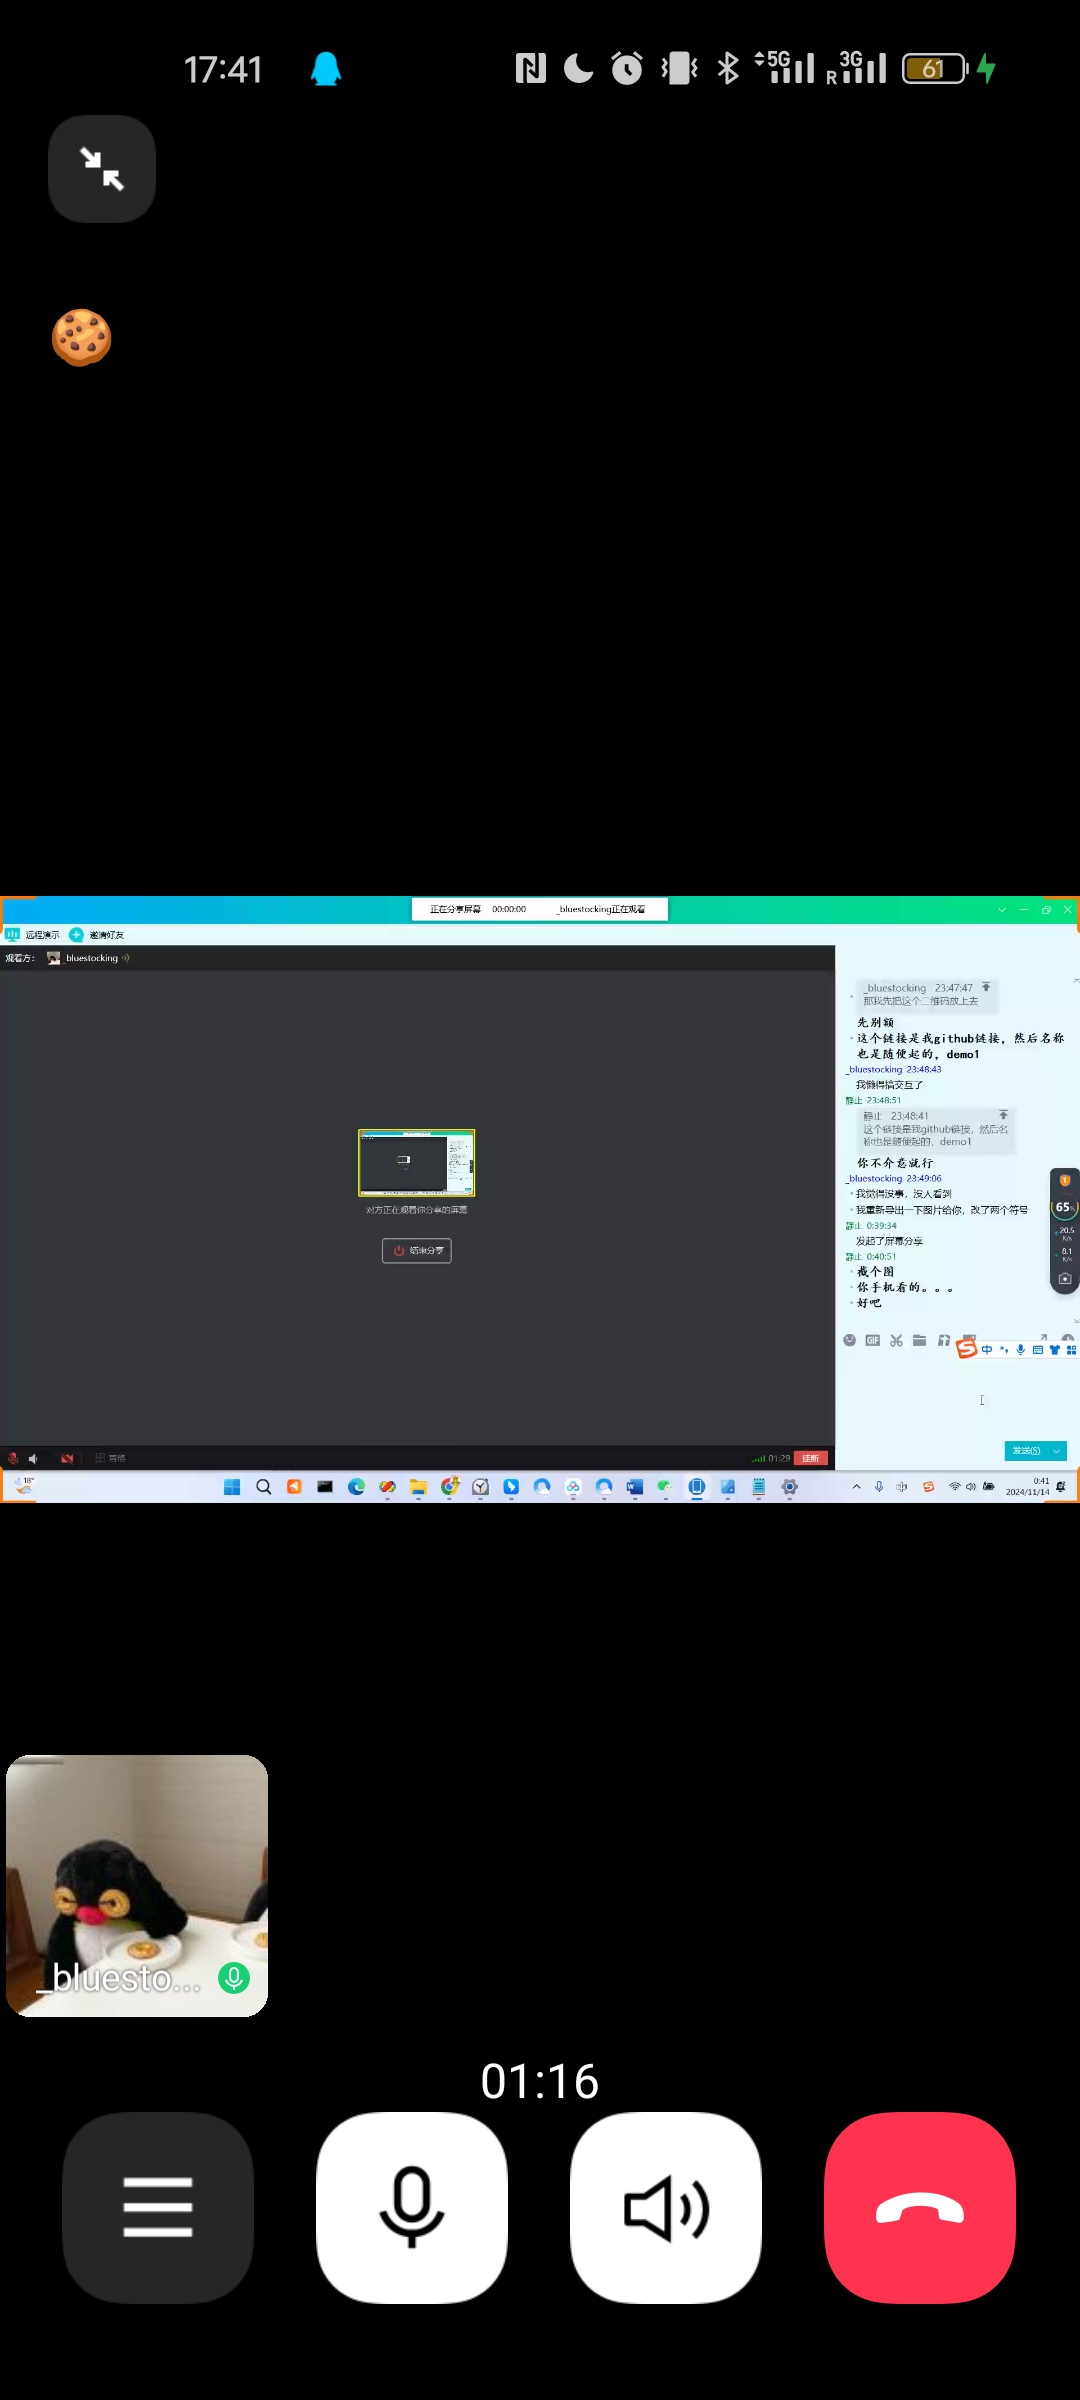 17:41
5G
R 3G
61
正在分享屏幕 00:00:00 _bluestocking正在观看
远程演示 邀请好友
观看方: _bluestocking
_bluestocking 23:47:47
那我先把这个二维码放上去
先别额
这个链接是我github链接，然后名称
也是随便起的，demo1
_bluestocking 23:48:43
我懒得搞交互了
静止 23:48:51
静止 23:48:41
这个链接是我github链接，然后名
称也是随便起的，demo1
你不介意就行
_bluestocking 23:49:06
我觉得没事，没人看到
我重新导出一下图片给你，改了两个符号
静止 0:39:34
发起了屏幕分享
静止 0:40:51
截个图
你手机看的。。。
好吧
对方正在观看你分享的屏幕
结束分享
65%
20.5
K/s
8.1
K/s
GIF
中
发送(S)
宫格
01:29 挂断
18°
0:41
2024/11/14
_bluesto...
01:16